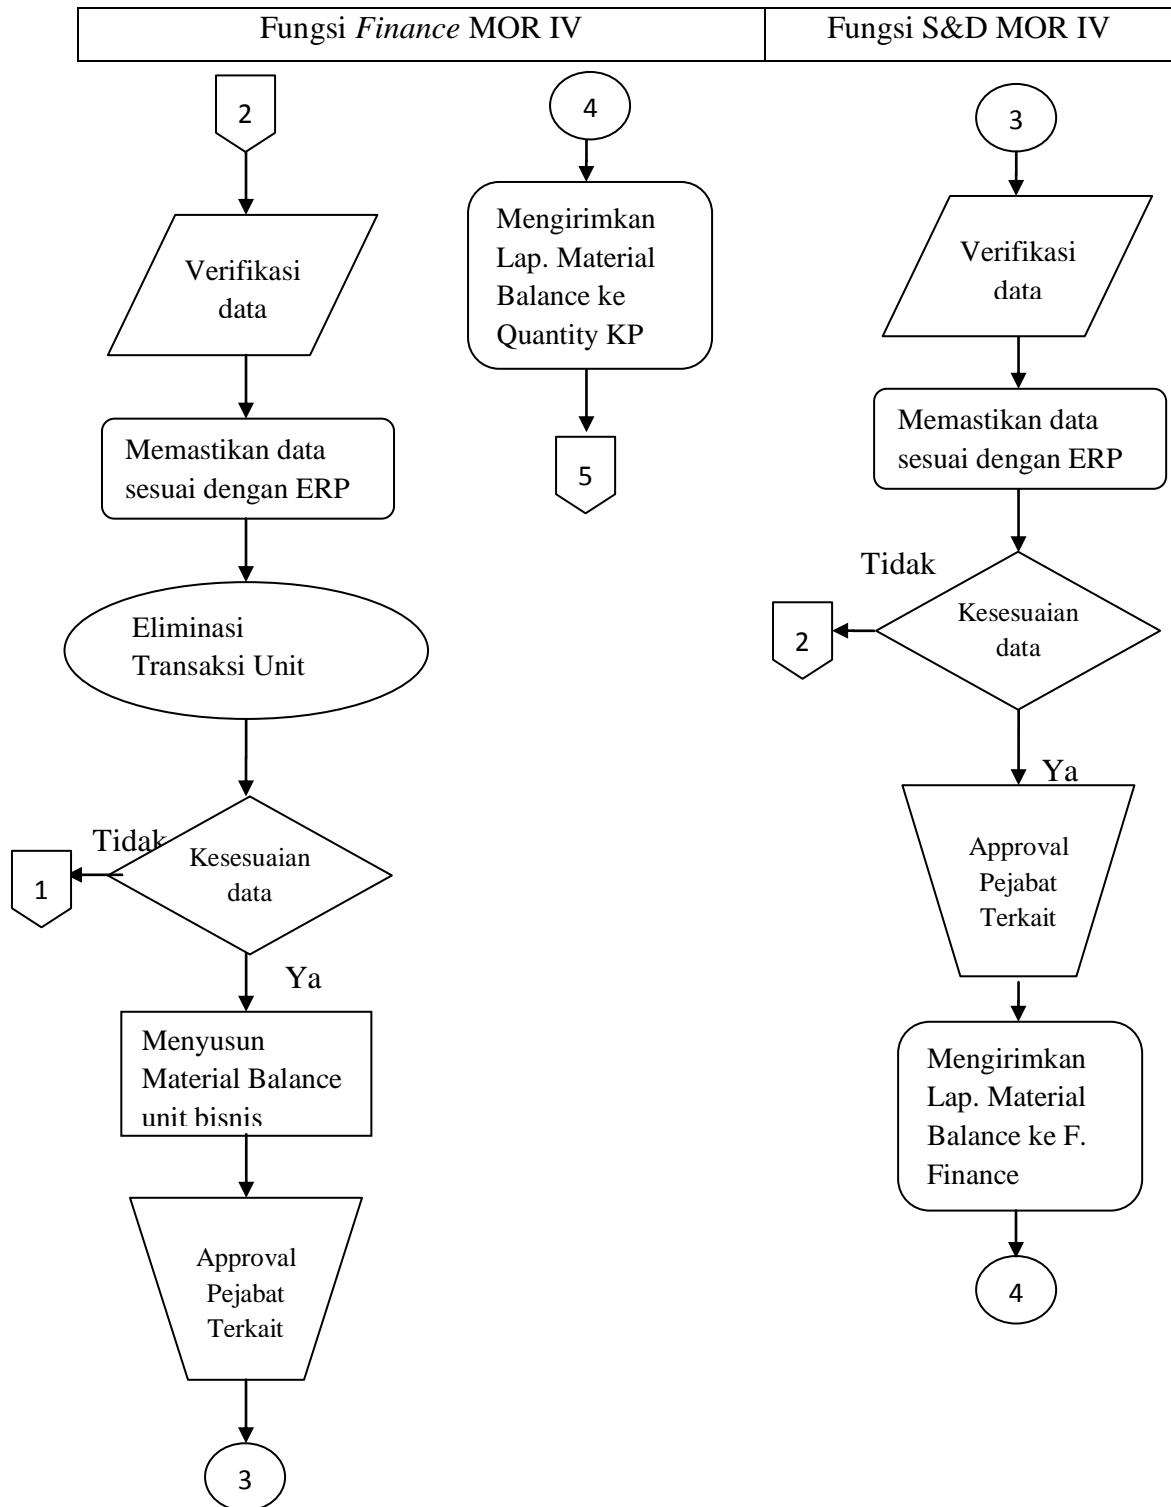 Fungsi Finance MOR IV
Fungsi S&D MOR IV
2
Verifikasi
data
Memastikan data
sesuai dengan ERP
Eliminasi
Transaksi Unit
Kesesuaian
data
Tidak
1
Ya
Menyusun
Material Balance
unit bisnis
Approval
Pejabat
Terkait
3
4
Mengirimkan
Lap. Material
Balance ke
Quantity KP
5
3
Verifikasi
data
Memastikan data
sesuai dengan ERP
Kesesuaian
data
Tidak
2
Ya
Approval
Pejabat
Terkait
Mengirimkan
Lap. Material
Balance ke F.
Finance
4